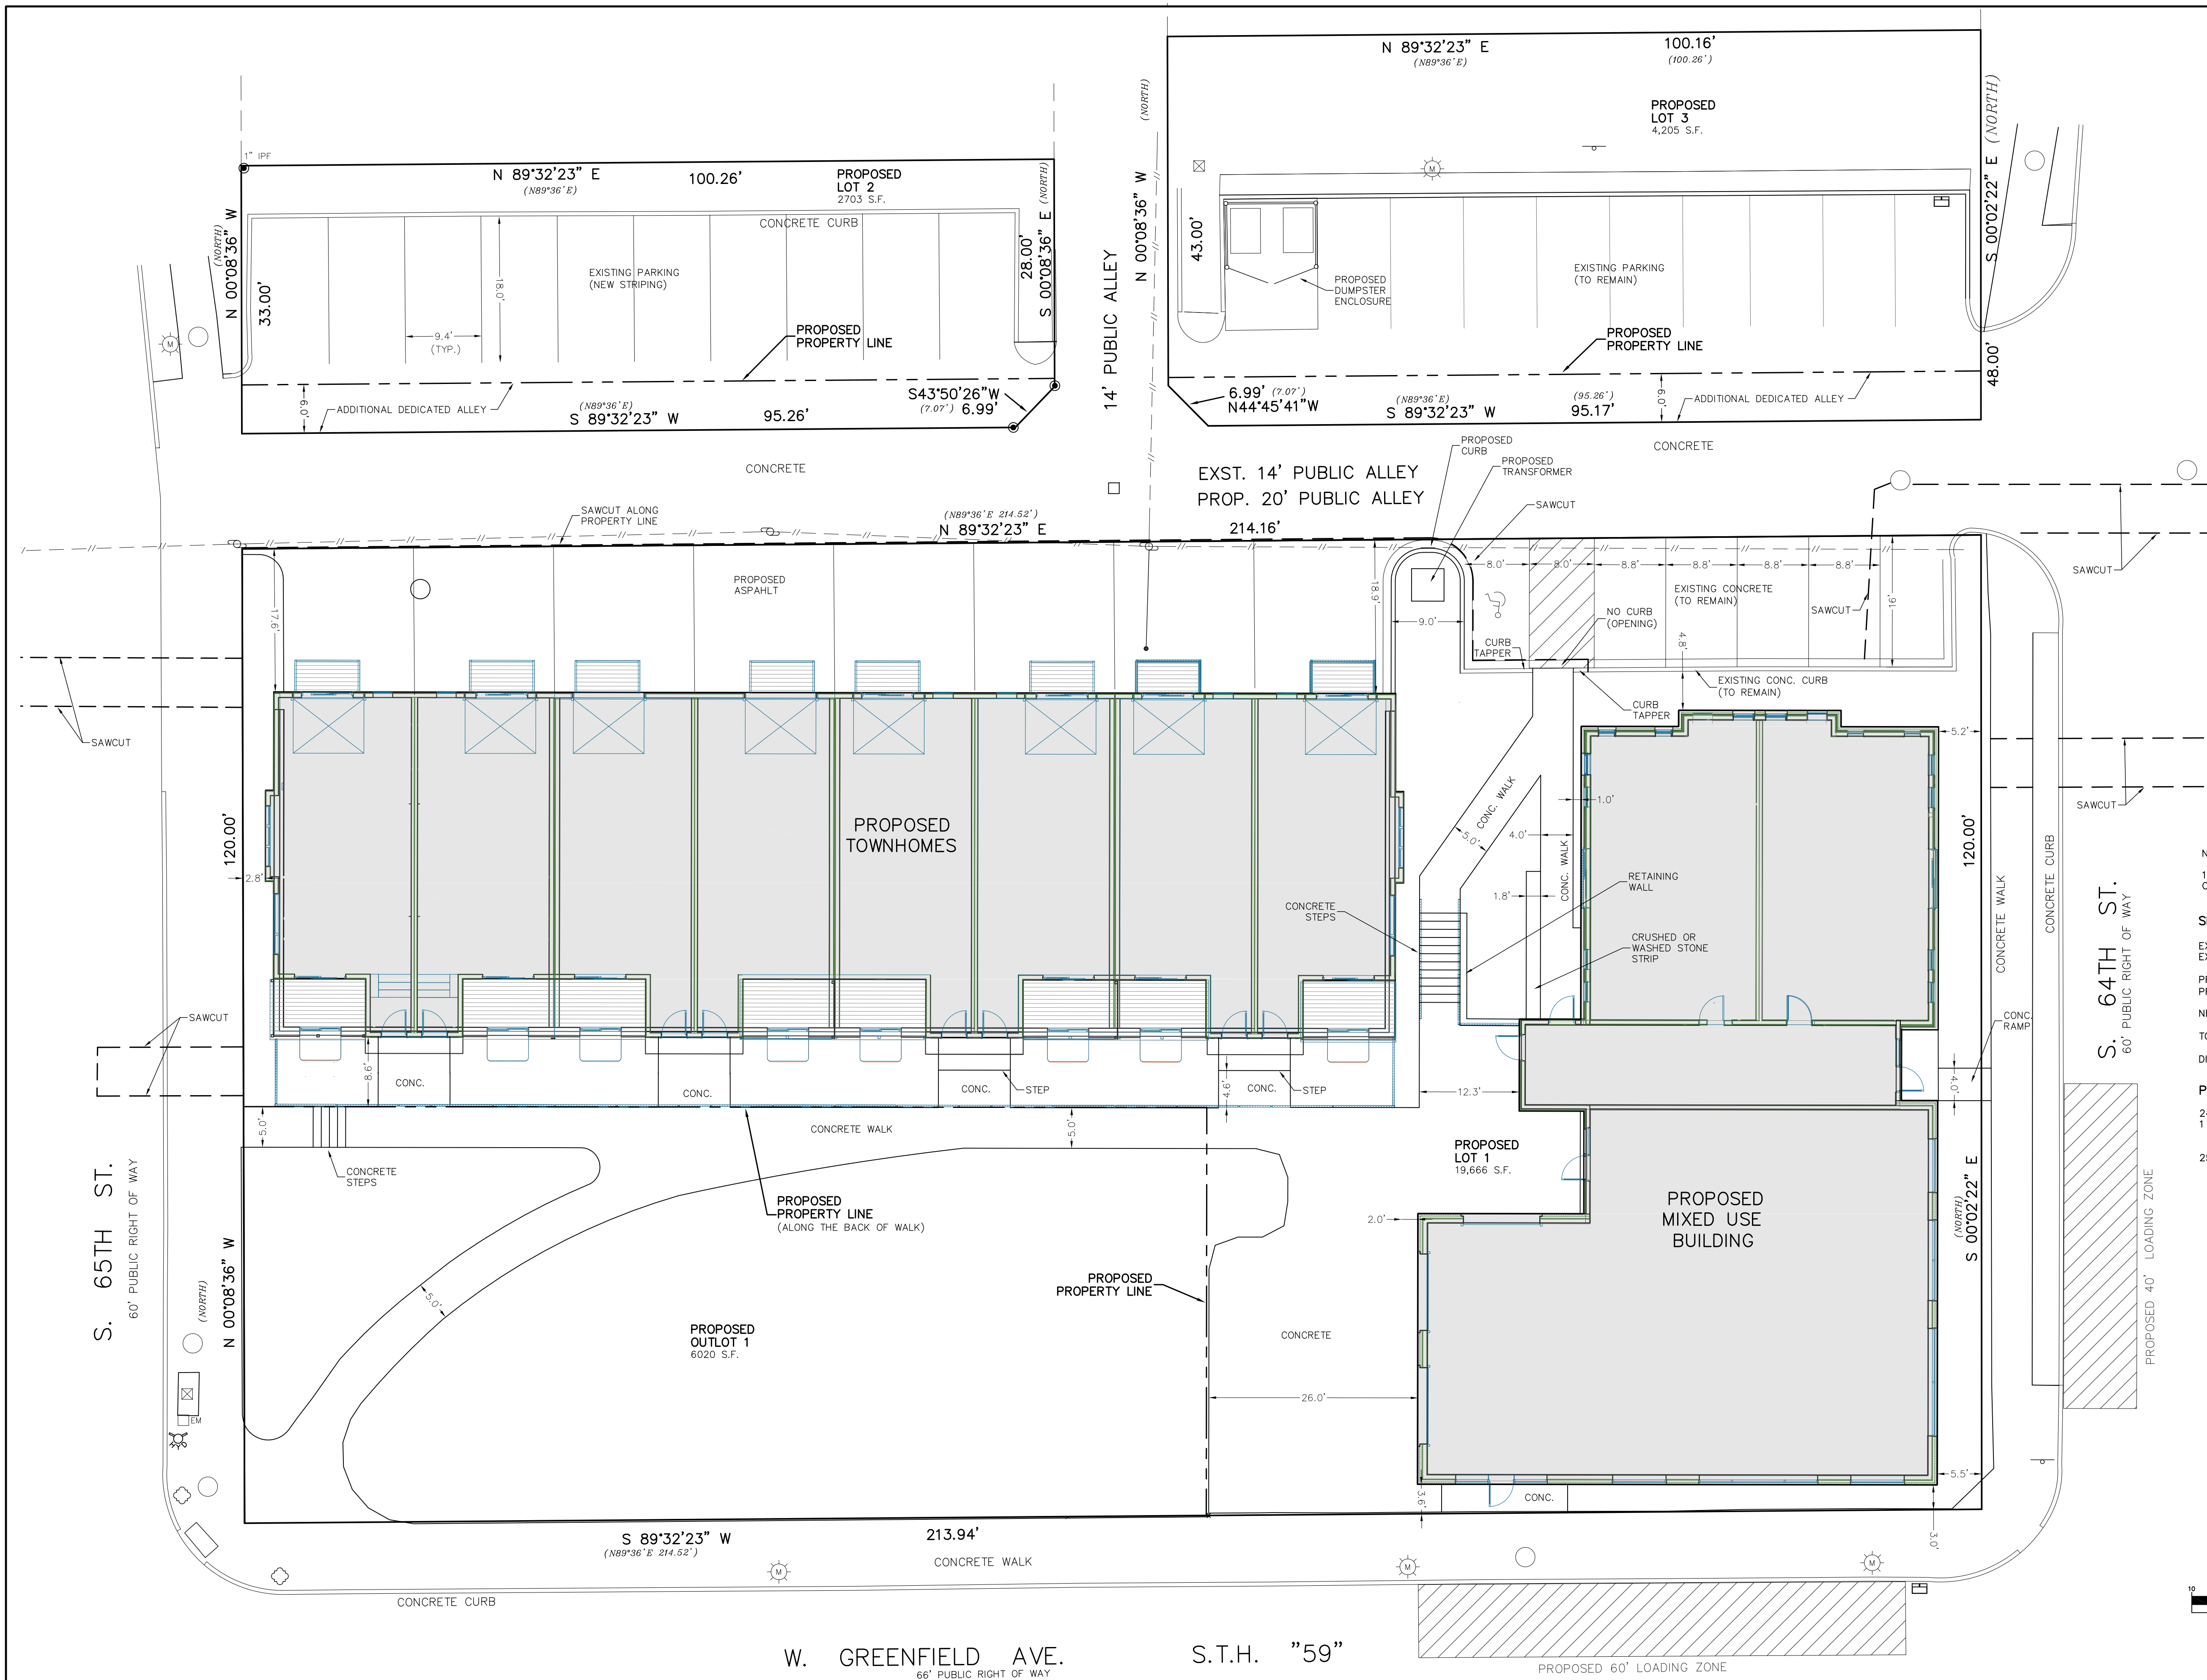 N 89°32'23" E
(N89°36'E)
100.16'
(100.26')
PROPOSED
LOT 3
4,205 S.F.
(NORTH)
S 00°02'22" E (NORTH)
1" IPF
N 89°32'23" E
(N89°36'E)
100.26'
PROPOSED
LOT 2
2703 S.F.
CONCRETE CURB
N 00°08'36" W
(NORTH)
33.00'
28.00'
S 00°08'36" E (NORTH)
14' PUBLIC ALLEY
N 00°08'36" W
43.00'
M
M
EXISTING PARKING
(NEW STRIPING)
18.0'
9.4'
(TYP.)
PROPOSED
PROPERTY LINE
PROPOSED
DUMPSTER
ENCLOSURE
EXISTING PARKING
(TO REMAIN)
PROPOSED
PROPERTY LINE
48.00'
6.0'
ADDITIONAL DEDICATED ALLEY
(N89°36'E)
S 89°32'23" W
95.26'
S43°50'26"W
(7.07') 6.99'
6.99' (7.07')
N44°45'41"W
(N89°36'E)
S 89°32'23" W
(95.26')
95.17'
6.0'
ADDITIONAL DEDICATED ALLEY
CONCRETE
CONCRETE
PROPOSED
CURB
PROPOSED
TRANSFORMER
EXST. 14' PUBLIC ALLEY
PROP. 20' PUBLIC ALLEY
SAWCUT
SAWCUT ALONG
PROPERTY LINE
(N89°36'E 214.52')
N 89°32'23" E
214.16'
SAWCUT
PROPOSED
ASPAHLT
17.6'
18.9'
9.0'
8.0'
8.0'
8.8'
8.8'
8.8'
8.8'
EXISTING CONCRETE
(TO REMAIN)
SAWCUT
16'
NO CURB
(OPENING)
4.8'
CURB
TAPPER
EXISTING CONC. CURB
(TO REMAIN)
CURB
TAPPER
SAWCUT
5.2'
SAWCUT
120.00'
2.8'
PROPOSED
TOWNHOMES
CONC. WALK
5.0'
1.0'
4.0'
CONC. WALK
1.8'
RETAINING
WALL
CONCRETE
STEPS
CRUSHED OR
WASHED STONE
STRIP
120.00'
CONCRETE WALK
CONCRETE CURB
S. 64TH ST.
60' PUBLIC RIGHT OF WAY
CONC.
RAMP
4.0'
SAWCUT
8.6'
CONC.
CONC.
CONC.
STEP
4.6'
CONC.
STEP
12.3'
5.0'
CONCRETE WALK
5.0'
CONCRETE
STEPS
PROPOSED
LOT 1
19,666 S.F.
S. 65TH ST.
60' PUBLIC RIGHT OF WAY
PROPOSED
PROPERTY LINE
(ALONG THE BACK OF WALK)
2.0'
PROPOSED
MIXED USE
BUILDING
(NORTH)
S 00°02'22" E
PROPOSED 40' LOADING ZONE
N 00°08'36" W
(NORTH)
5.0'
PROPOSED
PROPERTY LINE
PROPOSED
OUTLOT 1
6020 S.F.
CONCRETE
26.0'
EM
5.5'
3.6'
CONC.
3.0'
S 89°32'23" W
(N89°36'E 214.52')
213.94'
CONCRETE WALK
M
M
M
CONCRETE CURB
W. GREENFIELD AVE.
66' PUBLIC RIGHT OF WAY
S.T.H. "59"
PROPOSED 60' LOADING ZONE
10